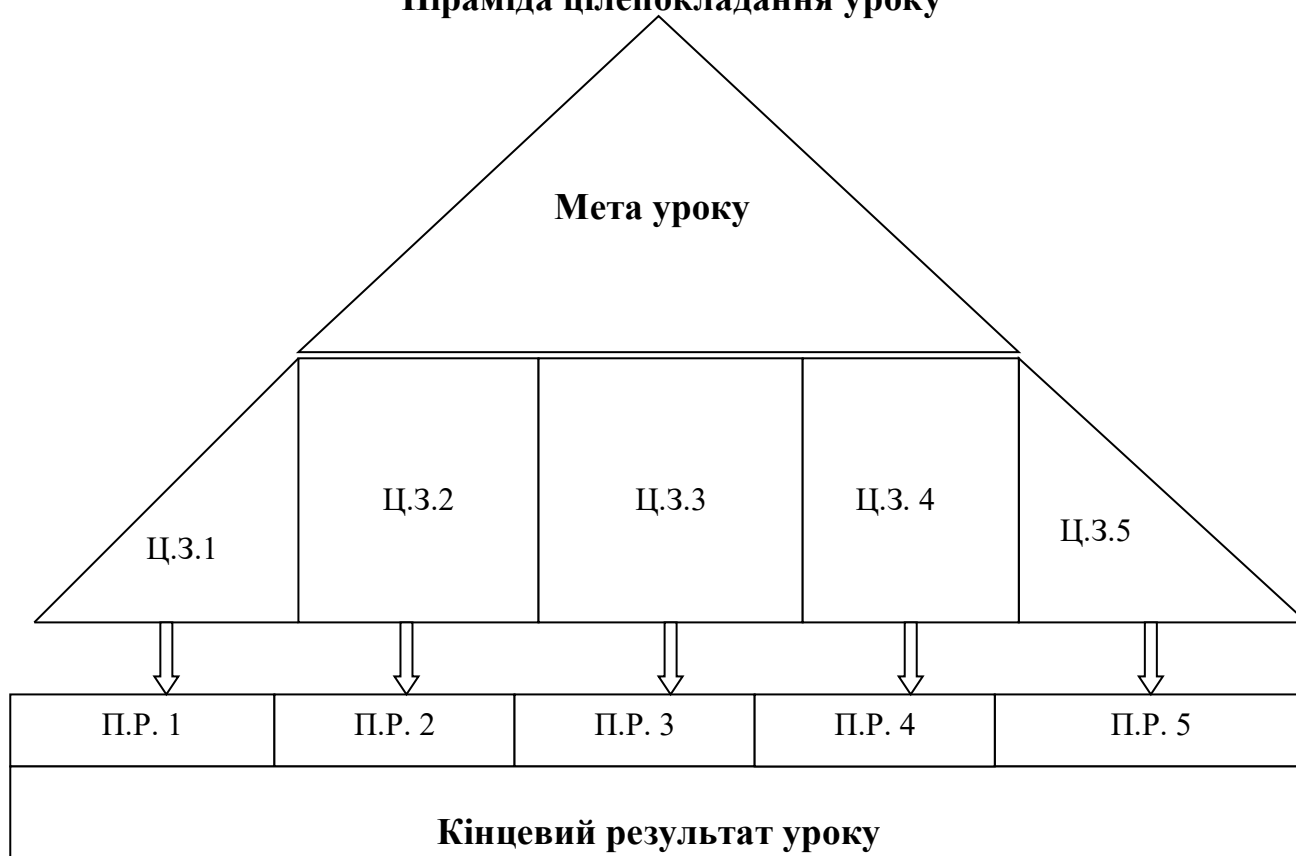 Піраміда цілепокладання уроку
Мета уроку
Ц.З.1
Ц.З.2
Ц.З.3
Ц.З. 4
Ц.З.5
П.Р. 1
П.Р. 2
П.Р. 3
П.Р. 4
П.Р. 5
Кінцевий результат уроку